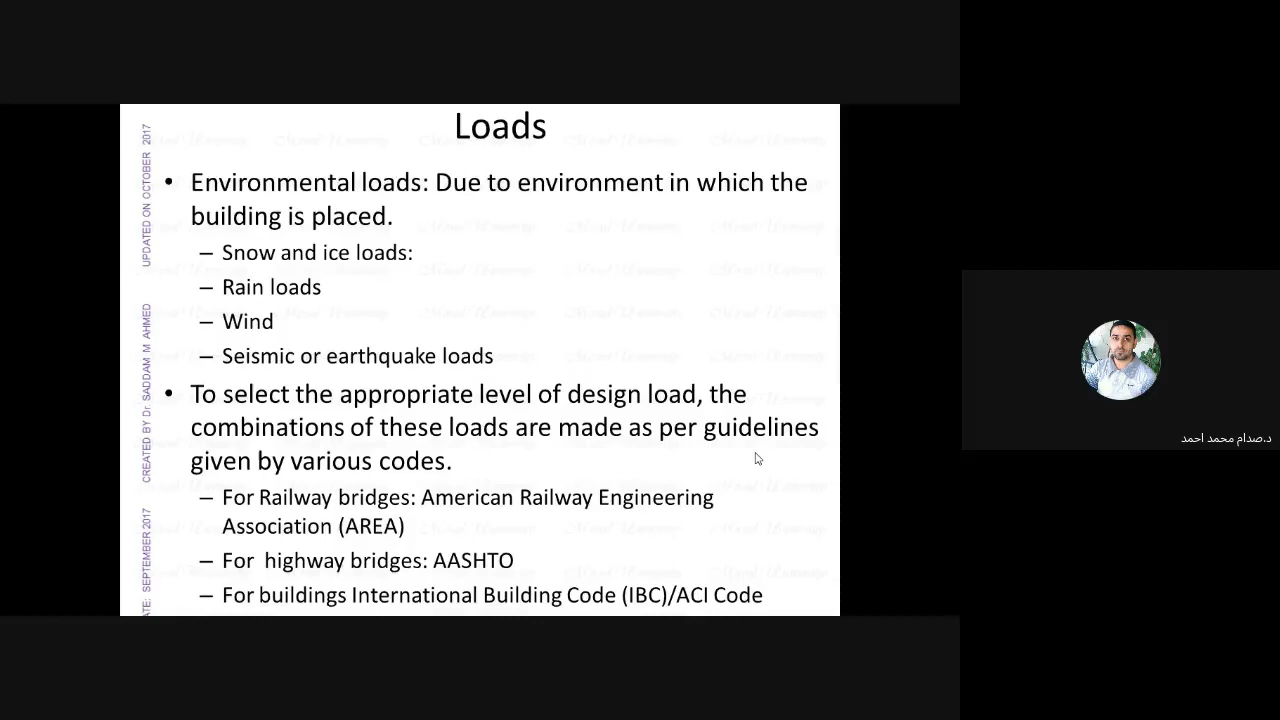 Loads
• Environmental loads: Due to environment in which the
building is placed.
– Snow and ice loads:
– Rain loads
– Wind
– Seismic or earthquake loads
• To select the appropriate level of design load, the
combinations of these loads are made as per guidelines
given by various codes.
– For Railway bridges: American Railway Engineering
Association (AREA)
– For highway bridges: AASHTO
– For buildings International Building Code (IBC)/ACI Code
UPDATED ON OCTOBER 2017
CREATED BY Dr. SADDAM M AHMED
ATE: SEPTEMBER 2017
د.صدام محمد احمد